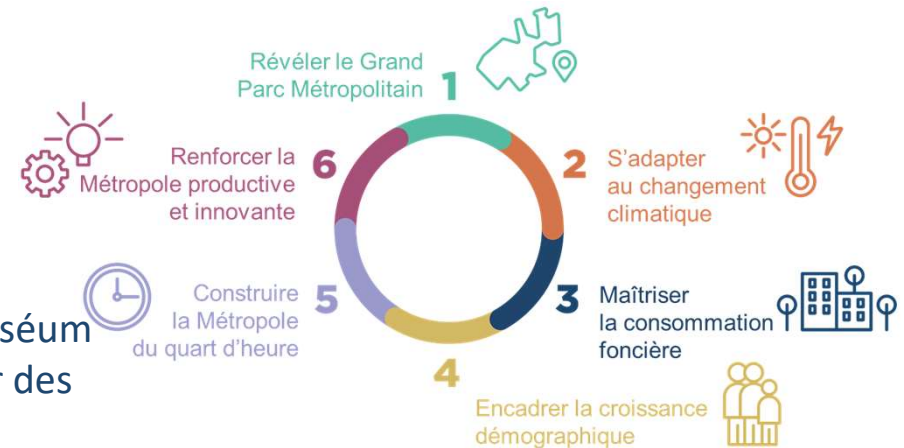 Révéler le Grand
Parc Métropolitain
1
2
S’adapter
au changement
climatique
3
Maîtriser
la consommation
foncière
4
Encadrer la croissance
démographique
5
Construire
la Métropole
du quart d’heure
6
Renforcer la
Métropole productive
et innovante
séum
r des